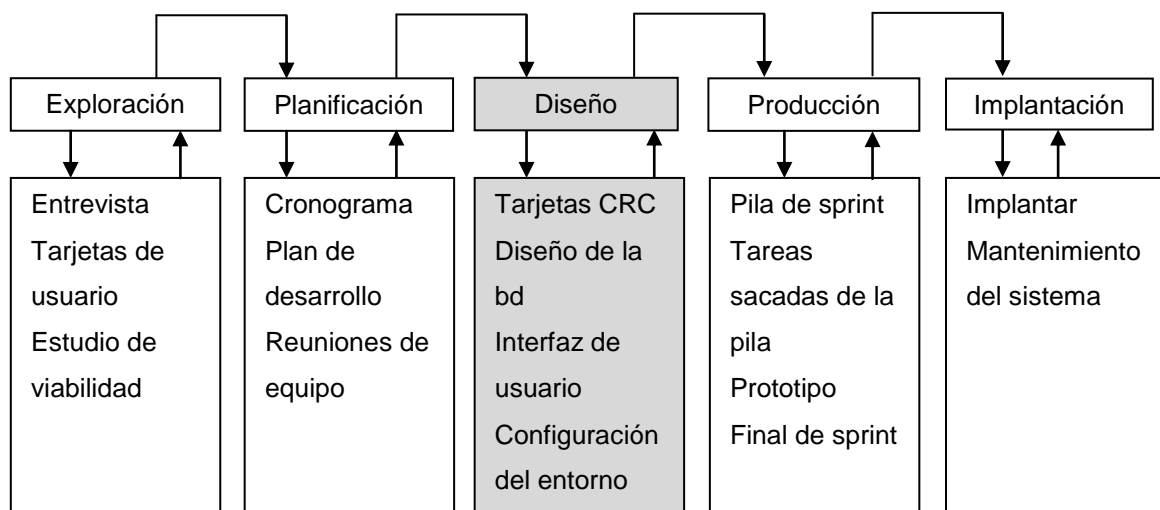 Exploración
Planificación
Diseño
Producción
Implantación
Entrevista
Tarjetas de
usuario
Estudio de
viabilidad
Cronograma
Plan de
desarrollo
Reuniones de
equipo
Tarjetas CRC
Diseño de la
bd
Interfaz de
usuario
Configuración
del entorno
Pila de sprint
Tareas
sacadas de la
pila
Prototipo
Final de sprint
Implantar
Mantenimiento
del sistema